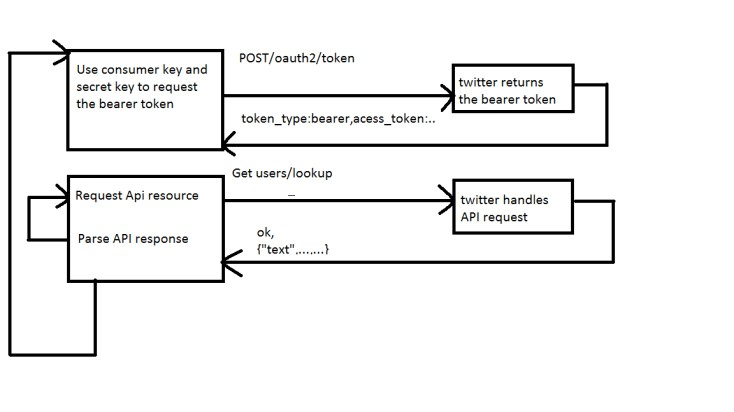 POST/oauth2/token
Use consumer key and
secret key to request
the bearer token
twitter returns
the bearer token
token_type:bearer,acess_token:..
Get users/lookup
Request Api resource
_
twitter handles
API request
Parse API response
ok,
{"text",...,...}